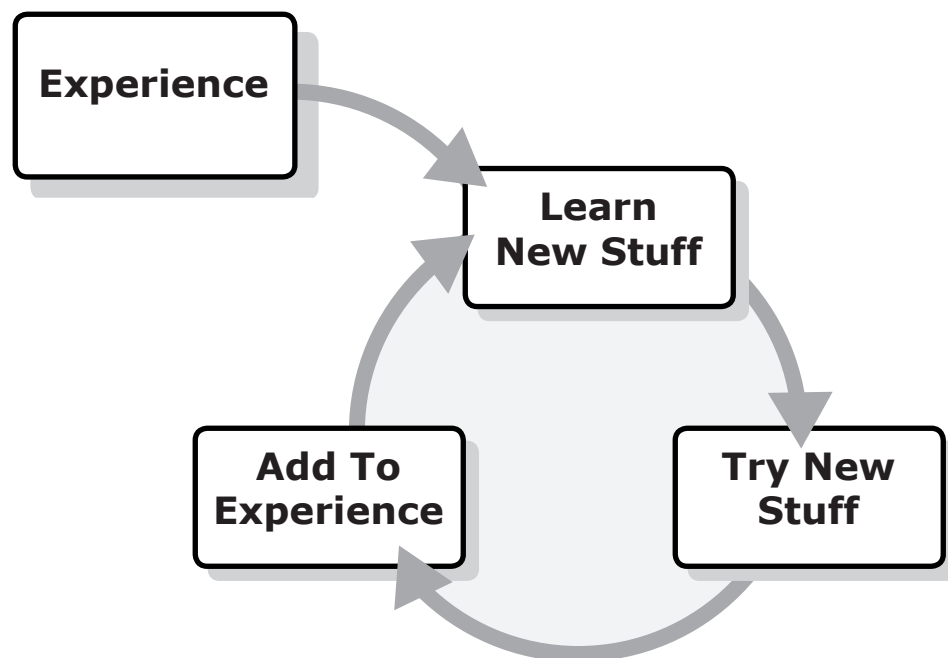 Experience
Learn
New Stuff
Add To
Experience
Try New
Stuff